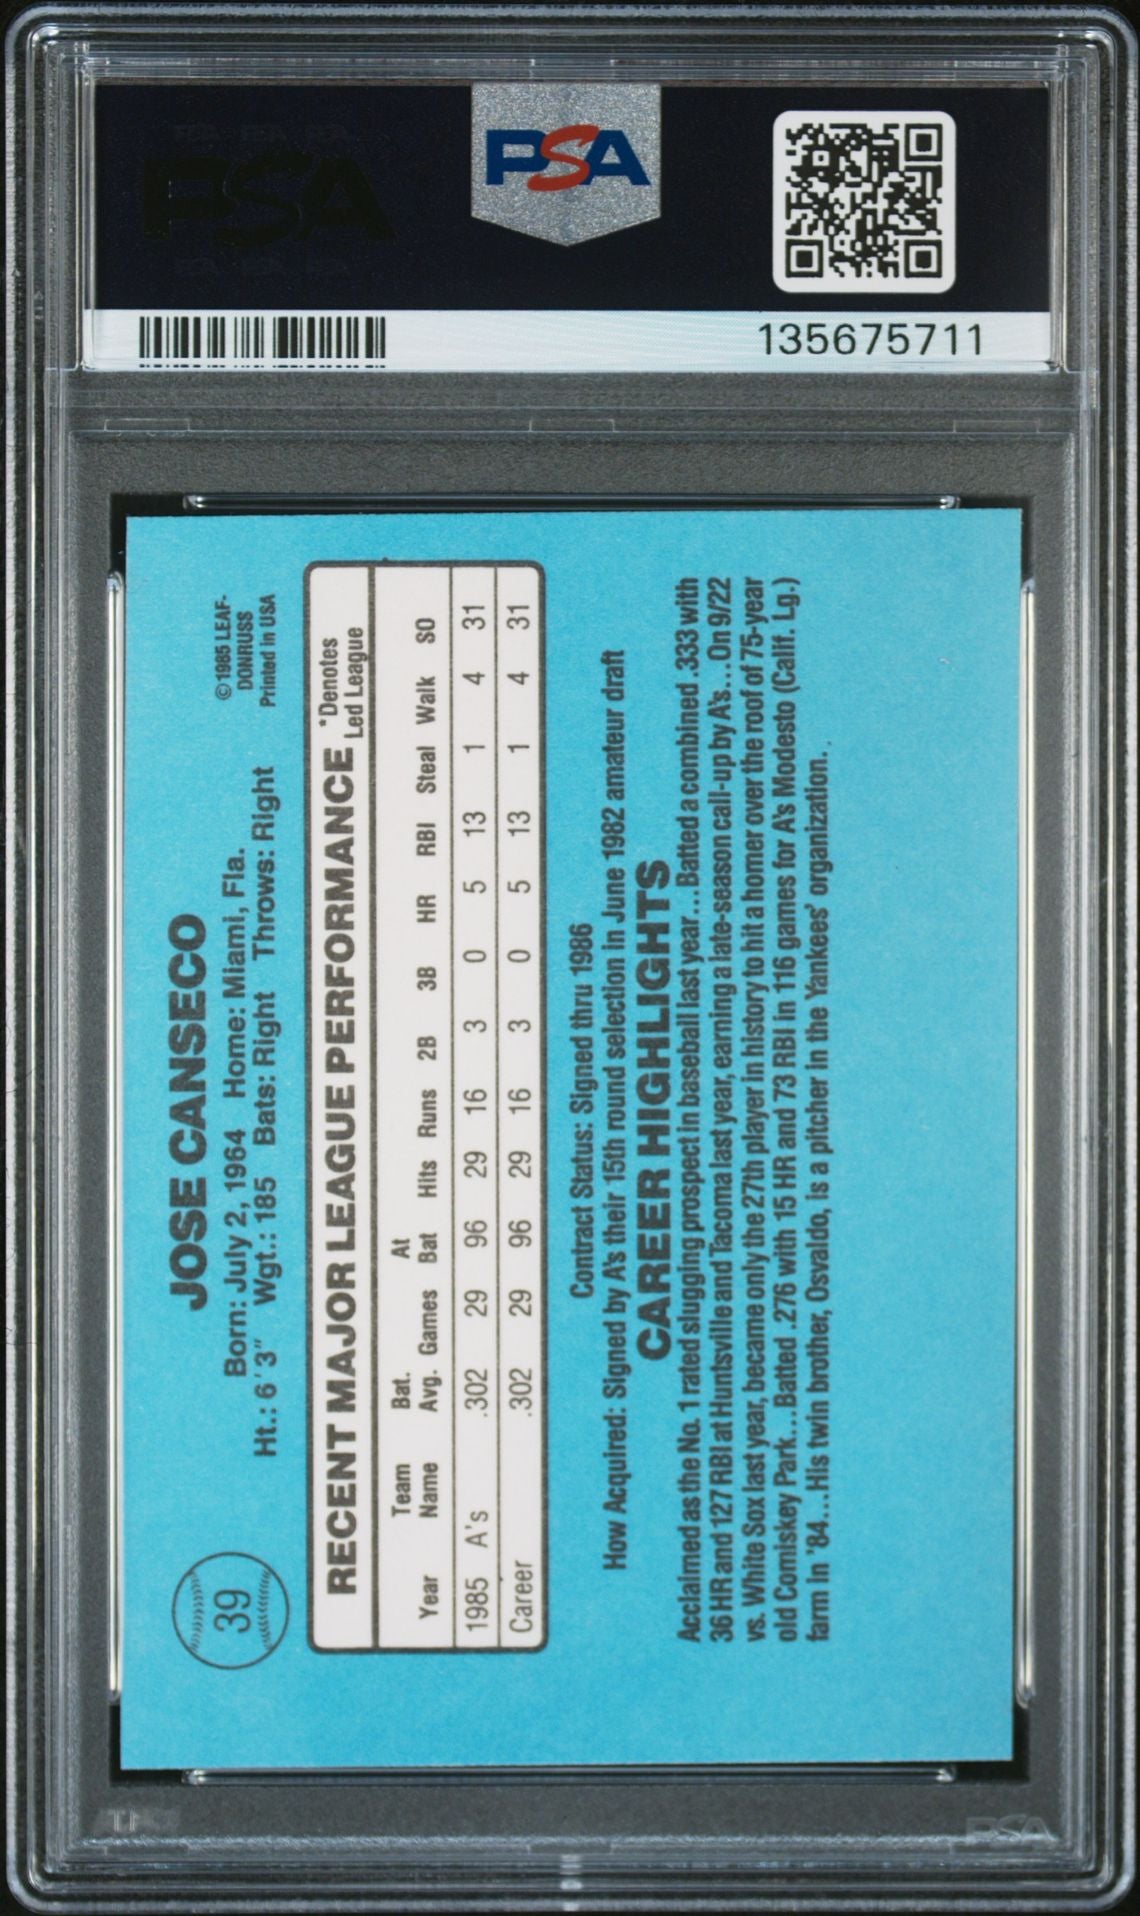 PSA
PSA
135675711
39
JOSE CANSECO
©1985 LEAF-
DONRUSS
Printed in USA
Born: July 2, 1964 Home: Miami, Fla.
Ht.: 6'3" Wgt.: 185 Bats: Right Throws: Right
RECENT MAJOR LEAGUE PERFORMANCE *Denotes
Led League
Year Team Name Bat. Avg. Games At Bat Hits Runs 2B 3B HR RBI Steal Walk SO
1985 A's .302 29 96 29 16 3 0 5 13 1 4 31
Career .302 29 96 29 16 3 0 5 13 1 4 31
Contract Status: Signed thru 1986
How Acquired: Signed by A's their 15th round selection in June 1982 amateur draft
CAREER HIGHLIGHTS
Acclaimed as the No. 1 rated slugging prospect in baseball last year...Batted a combined .333 with
36 HR and 127 RBI at Huntsville and Tacoma last year, earning a late-season call-up by A's...On 9/22
vs. White Sox last year, became only the 27th player in history to hit a homer over the roof of 75-year
old Comiskey Park...Batted .276 with 15 HR and 73 RBI in 116 games for A's Modesto (Calif. Lg.)
farm in '84...His twin brother, Osvaldo, is a pitcher in the Yankees' organization.
PSA